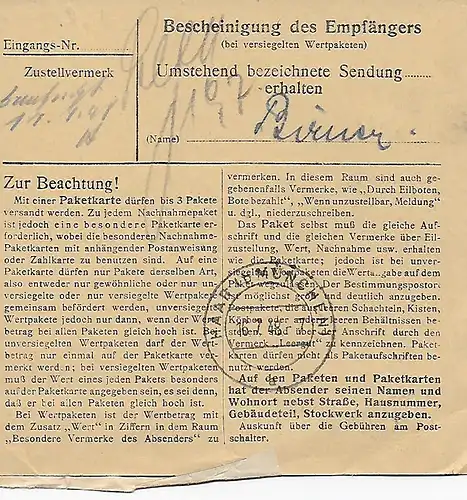 Bescheinigung des Empfängers
(bei versiegelten Wertpaketen)
Eingangs-Nr.
Zustellvermerk
Umstehend bezeichnete Sendung
erhalten
(Name)
Zur Beachtung!
Mit einer Paketkarte dürfen bis 3 Pakete
versandt werden. Zu jedem Nachnahmepaket
ist jedoch eine besondere Paketkarte er-
forderlich, wobei die besonderen Nachnahme-
Paketkarten mit anhängender Postanweisung
oder Zahlkarte zu benutzen sind. Auf eine
Paketkarte dürfen nur Pakete derselben Art,
also entweder nur gewöhnliche oder nur un-
versiegelte oder nur versiegelte Wertpakete
gemeinsam befördert werden, unversiegelte
Wertpakete jedoch nur dann, wenn der Wert-
betrag bei allen Paketen gleich hoch ist. Bei
unversiegelten Wertpaketen darf der Wert-
betrag nur einmal auf der Paketkarte ver-
merkt werden; bei versiegelten Wertpaketen
muß der Wert eines jeden Pakets besonders
auf der Paketkarte angegeben sein, es sei denn,
daß er bei allen Paketen gleich hoch ist.
Bei Wertpaketen ist der Wertbetrag mit
dem Zusatz „Wert" in Ziffern in dem Raum
„Besondere Vermerke des Absenders" zu
vermerken. In diesem Raum sind auch ge-
gebenenfalls Vermerke, wie „Durch Eilboten,
Bote bezahlt", „Wenn unzustellbar, Meldung"
u. dgl., niederzuschreiben.
Das Paket selbst muß die gleiche Auf-
schrift und die gleichen Vermerke über Eil-
zustellung, Wert, Nachnahme usw. erhalten
wie die Paketkarte; jedoch ist bei unver-
siegelten Wertpaketen die Wertangabe auf dem
Der Bestimmungspostort
möglichst groß und deutlich anzugeben.
Postpakete, die in leeren Schachteln, Kisten,
Körben und anderen Behältnissen be-
stehen, sind über der Anschrift durch den
Vermerk „Leergut" zu kennzeichnen. Paket-
karten dürfen nicht als Paketaufschriften be-
nutzt werden.
Auf den Paketen und Paketkarten
hat der Absender seinen Namen und
Wohnort nebst Straße, Hausnummer,
Gebäudeteil, Stockwerk anzugeben.
Auskunft über die Gebühren am Post-
schalter.
HAAR (MÜNCHEN)